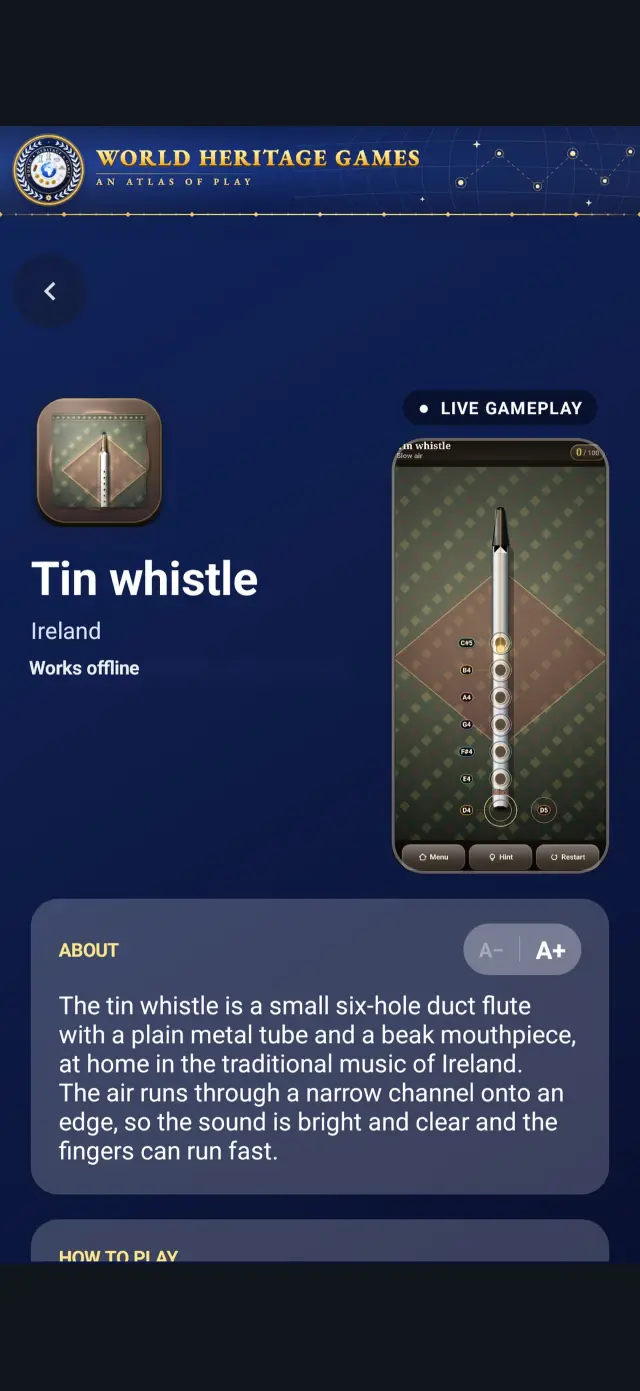 WORLD HERITAGE GAMES
AN ATLAS OF PLAY
LIVE GAMEPLAY
in whistle
Slow air
0 / 100
C#5
B4
A4
G4
F#4
E4
D4
D5
Menu
Hint
Restart
Tin whistle
Ireland
Works offline
ABOUT
A−
A+
The tin whistle is a small six-hole duct flute
with a plain metal tube and a beak mouthpiece,
at home in the traditional music of Ireland.
The air runs through a narrow channel onto an
edge, so the sound is bright and clear and the
fingers can run fast.
HOW TO PLAY